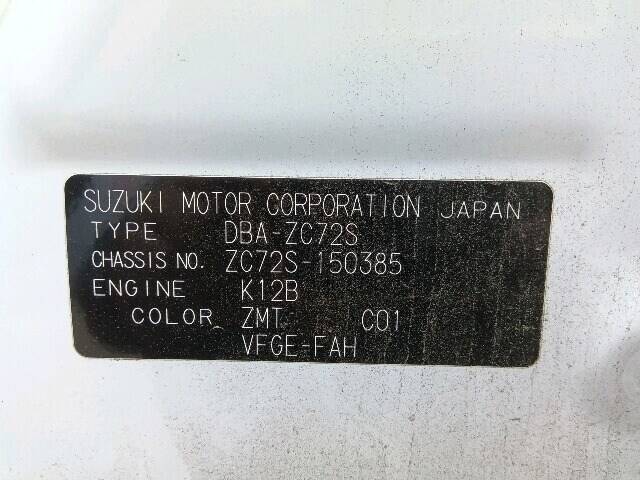 SUZUKI MOTOR CORPORATION JAPAN
TYPE DBA-ZC72S
CHASSIS NO. ZC72S-150385
ENGINE K12B
COLOR ZMT C01
VFGE-FAH